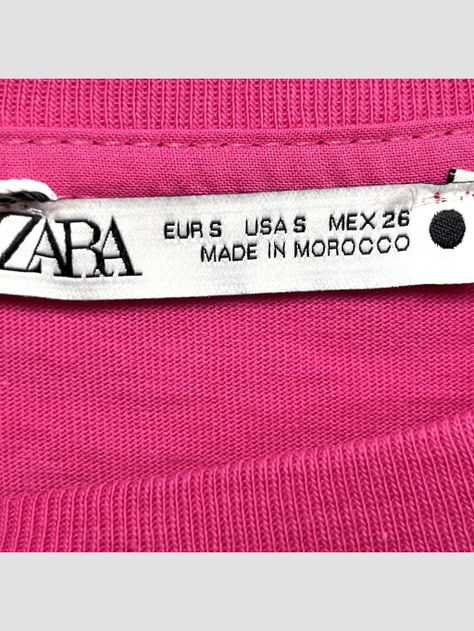 ZARA
EUR S USA S MEX 26
MADE IN MOROCCO